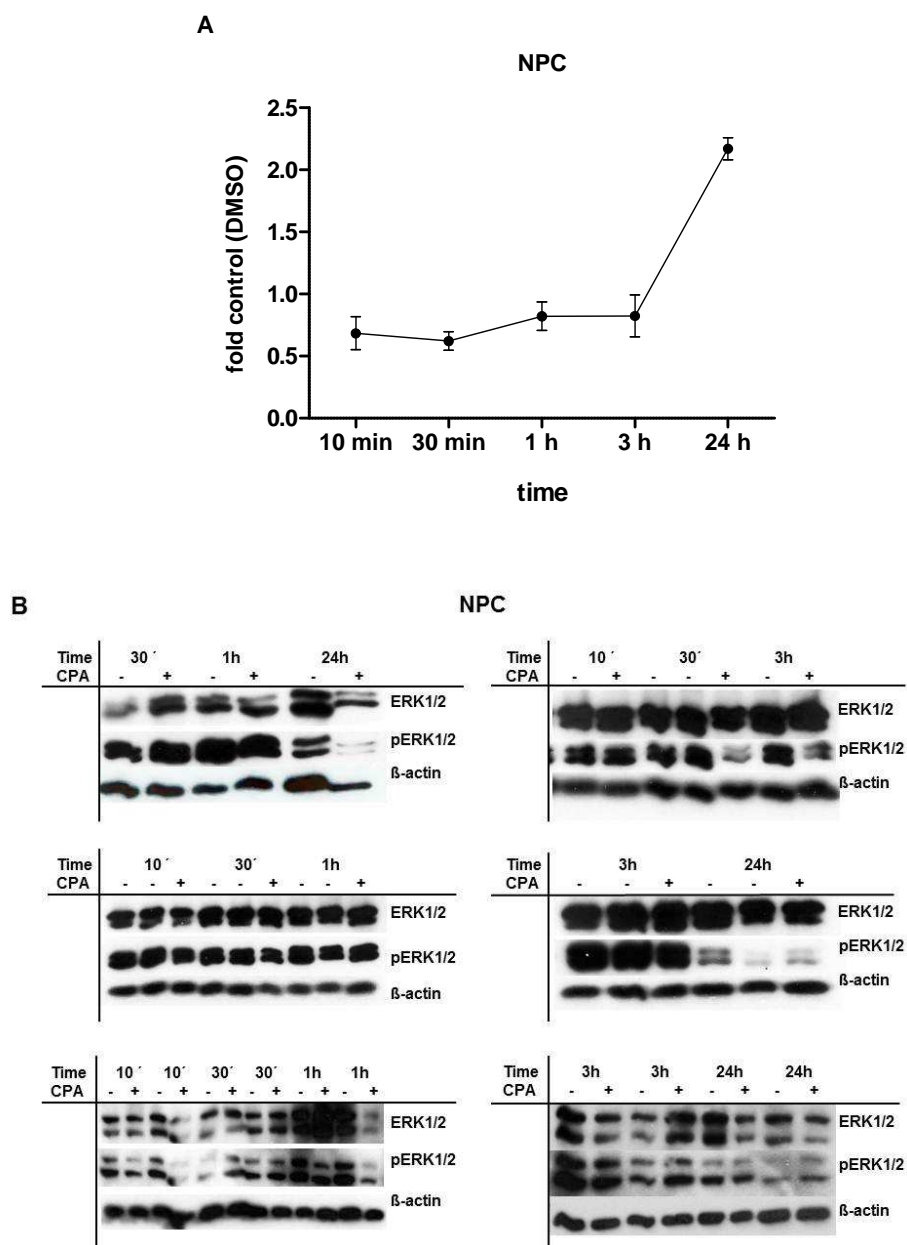 A
NPC
2.5
2.0
1.5
1.0
0.5
0.0
fold control (DMSO)
10 min 30 min 1 h 3 h 24 h
time
B
NPC
Time 30 ´ 1h 24h
CPA - + - + - +
ERK1/2
pERK1/2
ß-actin
Time 10 ´ 30´ 3h
CPA - + - - + - +
ERK1/2
pERK1/2
ß-actin
Time 10 ´ 30´ 1h
CPA - - + - - + - - +
ERK1/2
pERK1/2
ß-actin
Time 3h 24h
CPA - - + - - +
ERK1/2
pERK1/2
ß-actin
Time 10 ´ 10 ´ 30´ 30´ 1h 1h
CPA - + - + - + - + - + - +
ERK1/2
pERK1/2
ß-actin
Time 3h 3h 24h 24h
CPA - + - + - + - +
ERK1/2
pERK1/2
ß-actin